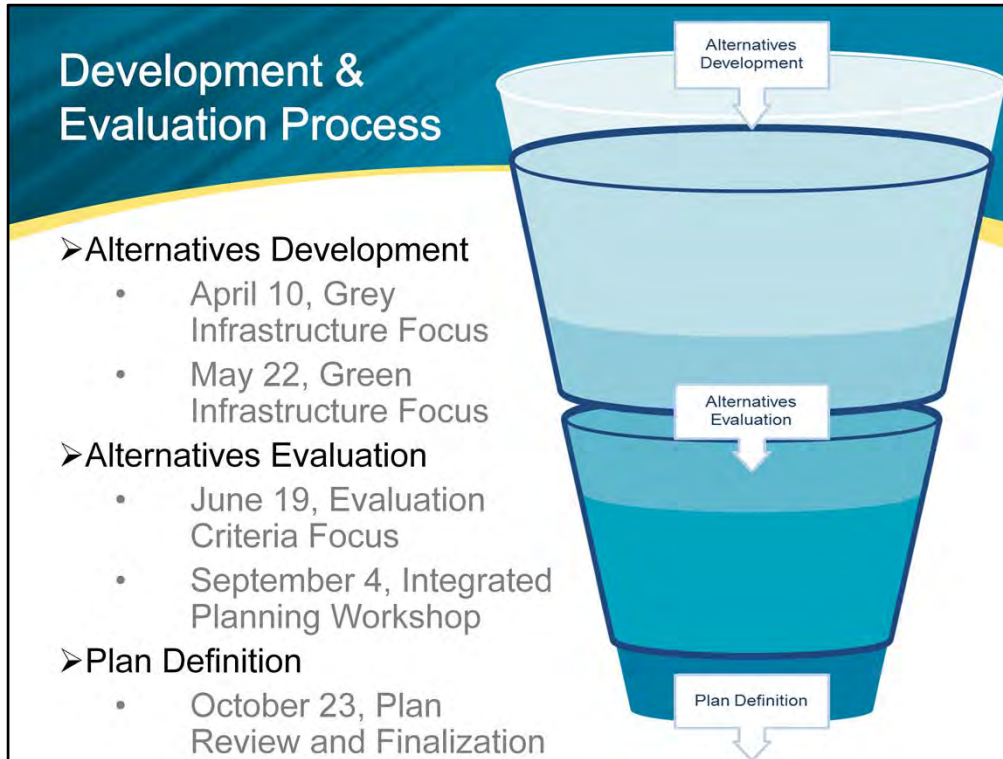 Development &
Evaluation Process
➢Alternatives Development
• April 10, Grey
Infrastructure Focus
• May 22, Green
Infrastructure Focus
➢Alternatives Evaluation
• June 19, Evaluation
Criteria Focus
• September 4, Integrated
Planning Workshop
➢Plan Definition
• October 23, Plan
Review and Finalization
Alternatives
Development
Alternatives
Evaluation
Plan Definition